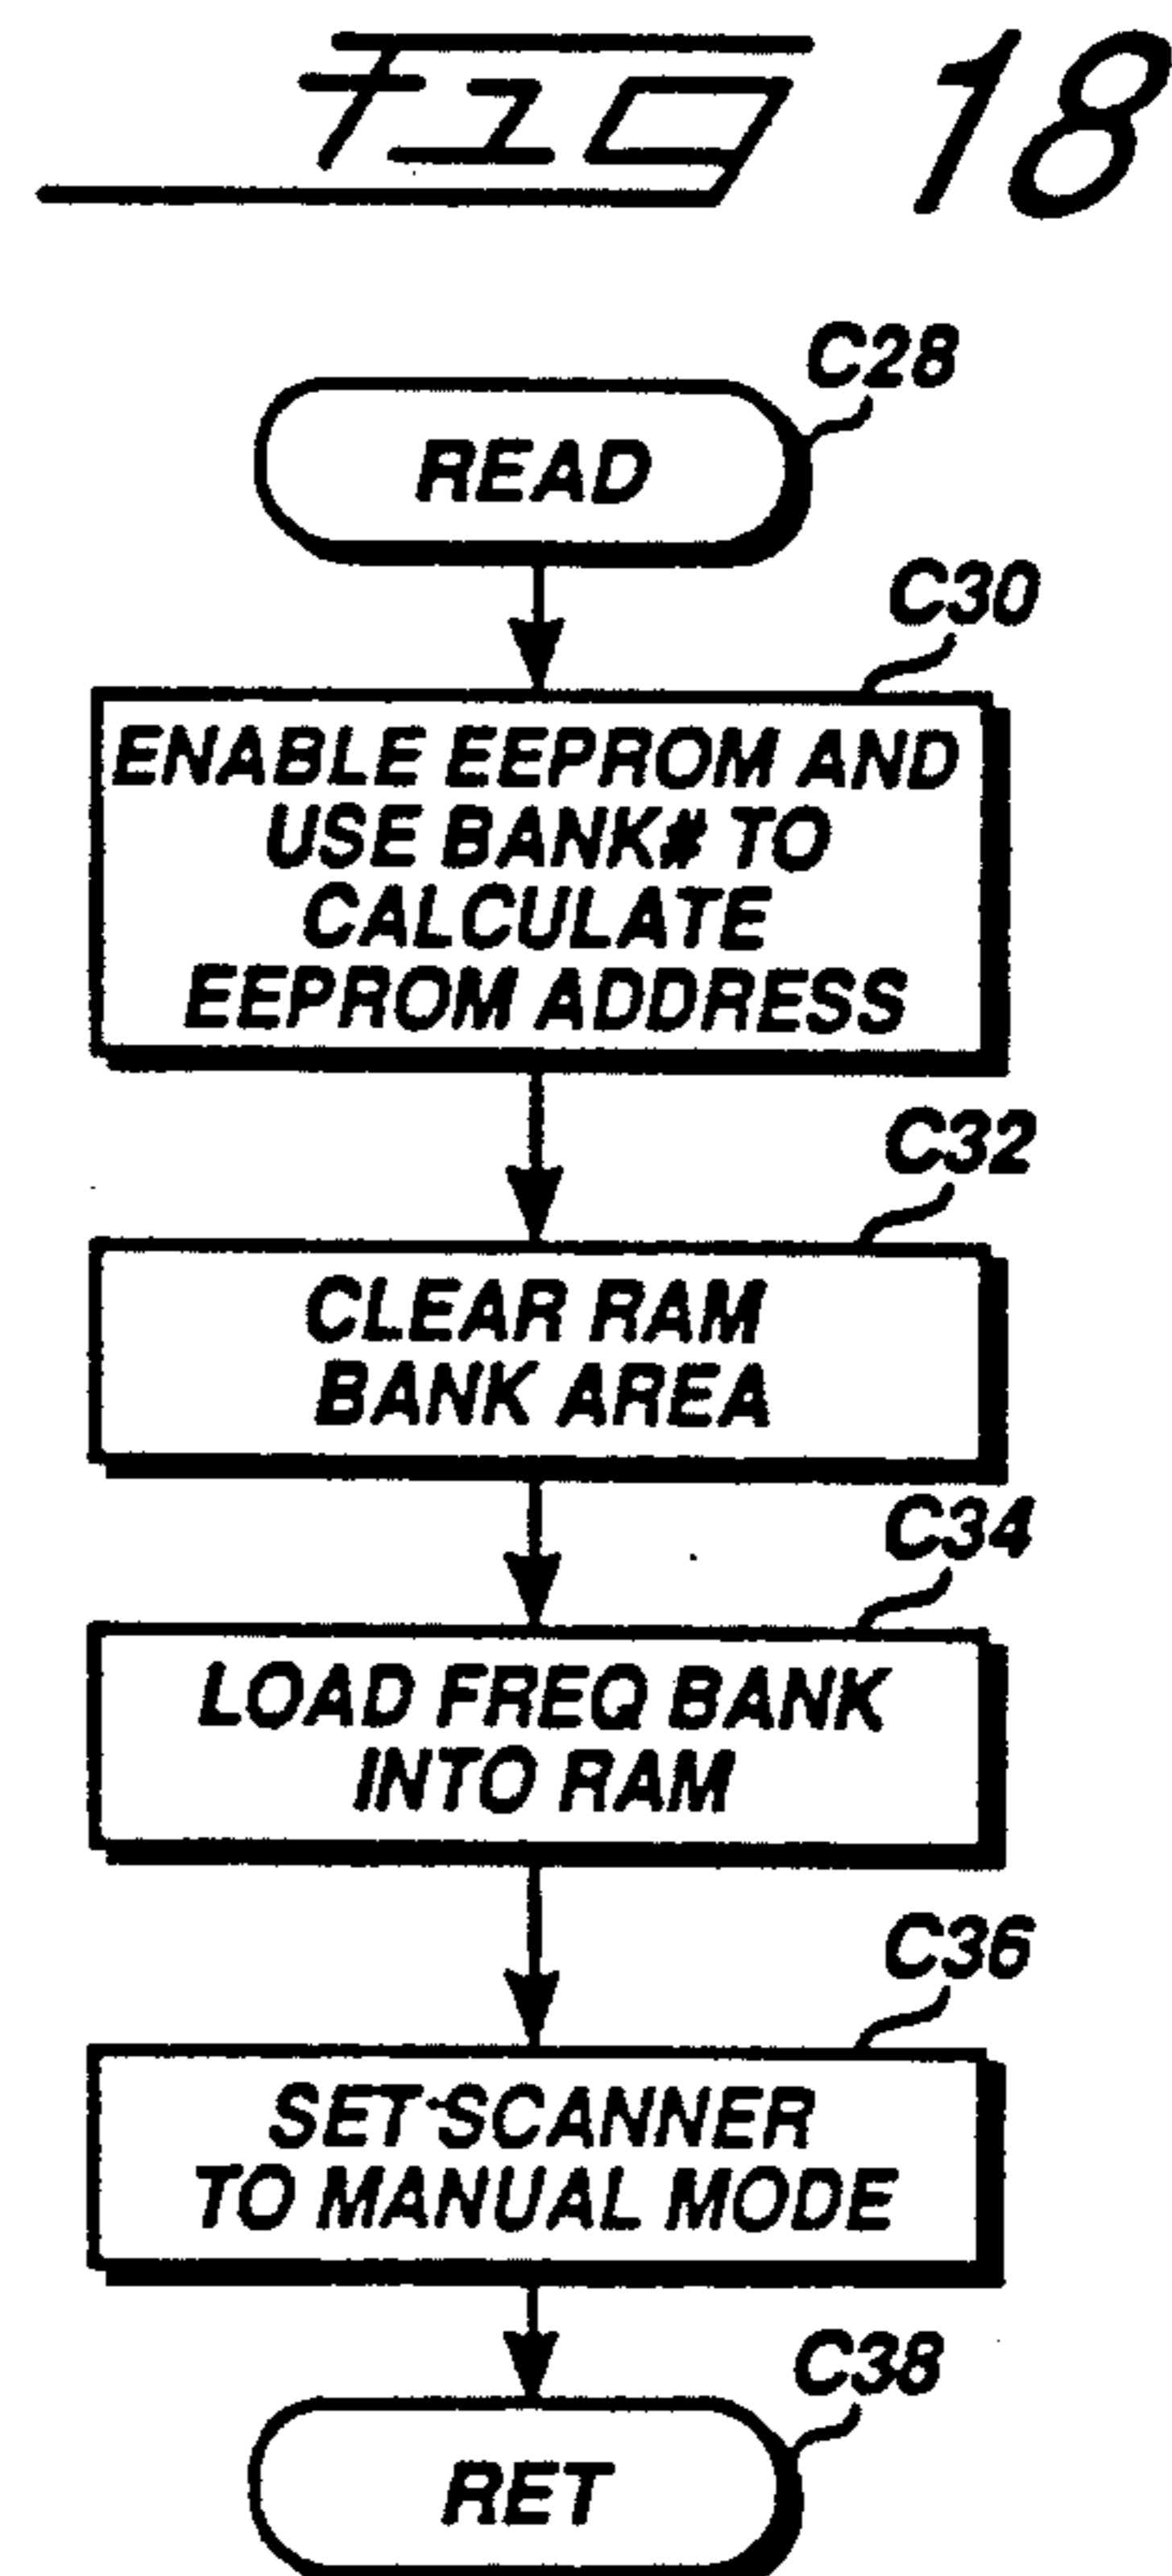 Fig 18
C28
READ
C30
ENABLE EEPROM AND
USE BANK# TO
CALCULATE
EEPROM ADDRESS
C32
CLEAR RAM
BANK AREA
C34
LOAD FREQ BANK
INTO RAM
C36
SET SCANNER
TO MANUAL MODE
C38
RET